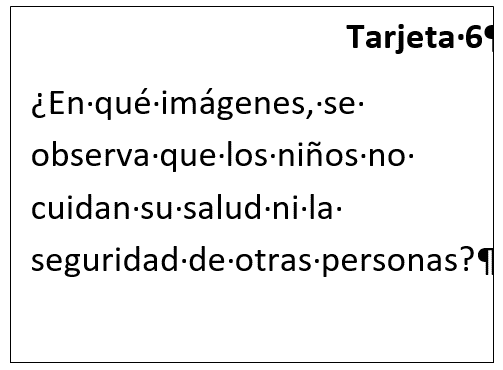 Tarjeta·6¶
¿En·qué·imágenes,·se·
observa·que·los·niños·no·
cuidan·su·salud·ni·la·
seguridad·de·otras·personas?¶